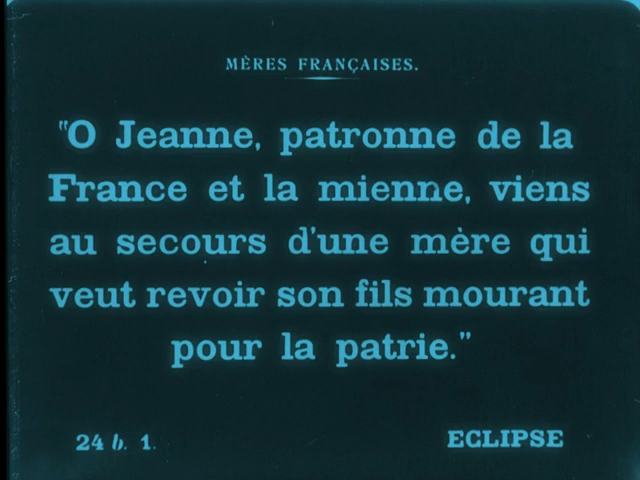 MÈRES FRANÇAISES.
"O Jeanne, patronne de la
France et la mienne, viens
au secours d'une mère qui
veut revoir son fils mourant
pour la patrie."
24 b. 1. ECLIPSE